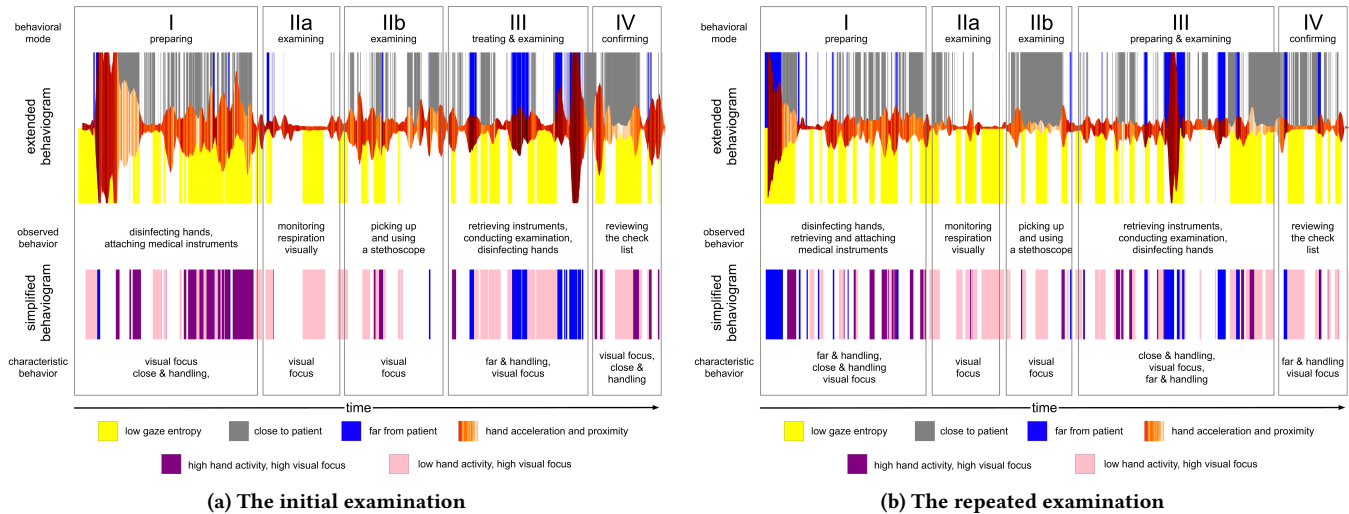 behavioral
mode
I
preparing
IIa
examining
IIb
examining
III
treating & examining
IV
confirming
extended
behaviogram
observed
behavior
disinfecting hands,
attaching medical instruments
monitoring
respiration
visually
picking up
and using
a stethoscope
retrieving instruments,
conducting examination,
disinfecting hands
reviewing
the check
list
simplified
behaviogram
characteristic
behavior
visual focus
close & handling,
visual
focus
visual
focus
far & handling,
visual focus
visual focus,
close &
handling
time
low gaze entropy
close to patient
far from patient
hand acceleration and proximity
high hand activity, high visual focus
low hand activity, high visual focus
(a) The initial examination
behavioral
mode
I
preparing
IIa
examining
IIb
examining
III
preparing & examining
IV
confirming
extended
behaviogram
observed
behavior
disinfecting hands,
retrieving and attaching
medical instruments
monitoring
respiration
visually
picking up
and using
a stethoscope
retrieving instruments,
conducting examination,
disinfecting hands
reviewing
the check
list
simplified
behaviogram
characteristic
behavior
far & handling,
close & handling
visual focus
visual
focus
visual
focus
close & handling,
visual focus,
far & handling
far & handling
visual focus
time
low gaze entropy
close to patient
far from patient
hand acceleration and proximity
high hand activity, high visual focus
low hand activity, high visual focus
(b) The repeated examination